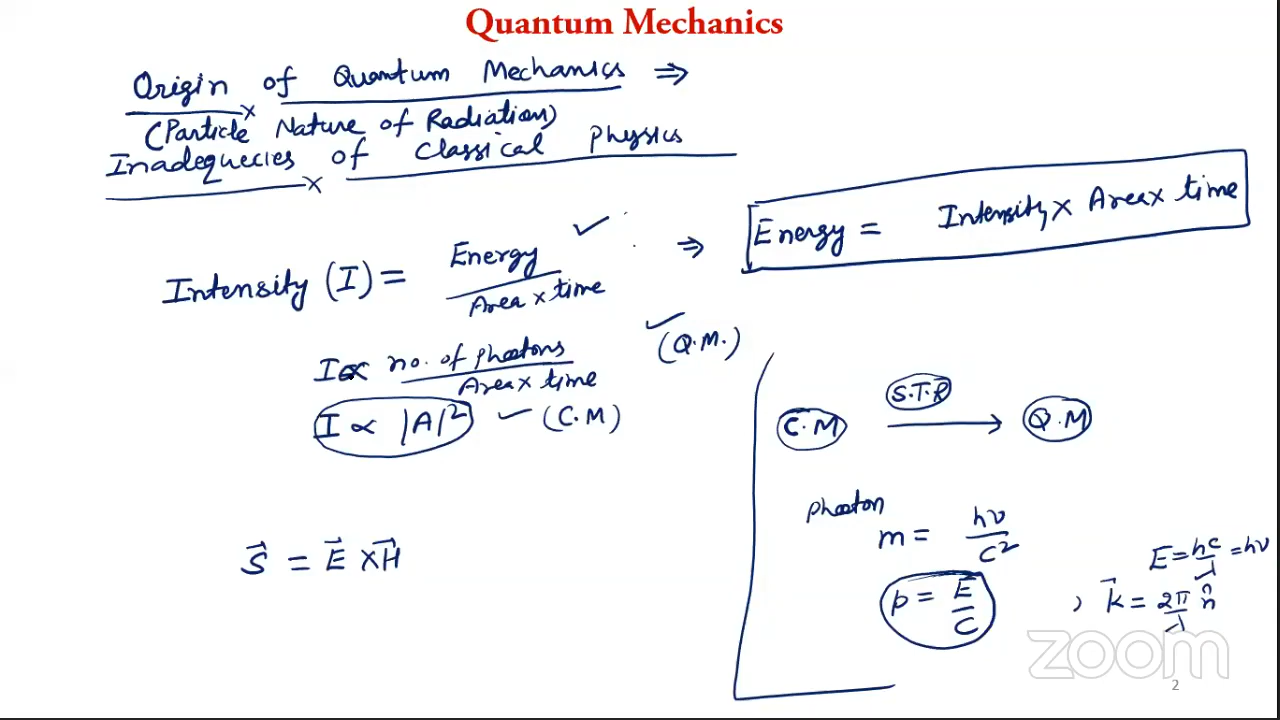 Quantum Mechanics
Origin of Quantum Mechanics ⇒
(Particle Nature of Radiation)
Inadequecies of Classical Physics
Intensity (I) = Energy / Area × time ✓ ⇒ Energy = Intensity × Area × time
I ∝ no. of photons / Area × time ✓ (Q.M.)
I ∝ |A|² ✓ (C.M)
C.M S.T.R → Q.M
photon
m = hν / c²
E = hc / λ = hν
p = E / C , k⃗ = 2π / λ n̂
S⃗ = E⃗ × H⃗
zoom
2